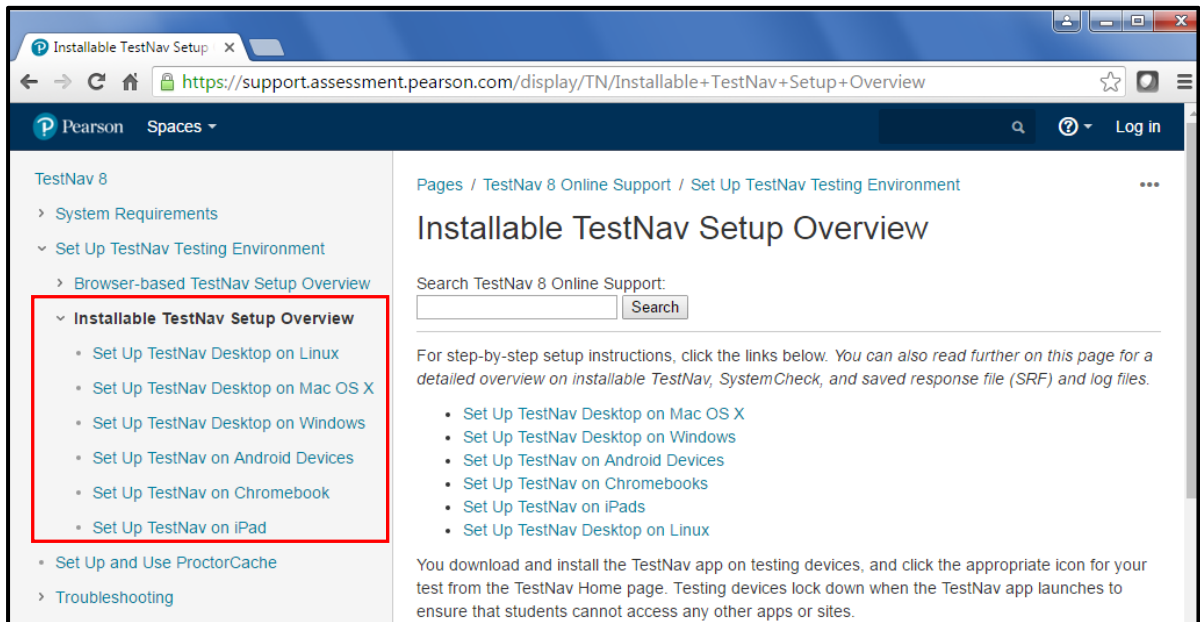 Installable TestNav Setup
https://support.assessment.pearson.com/display/TN/Installable+TestNav+Setup+Overview
Pearson Spaces Log in
TestNav 8
System Requirements
Set Up TestNav Testing Environment
Browser-based TestNav Setup Overview
Installable TestNav Setup Overview
Set Up TestNav Desktop on Linux
Set Up TestNav Desktop on Mac OS X
Set Up TestNav Desktop on Windows
Set Up TestNav on Android Devices
Set Up TestNav on Chromebook
Set Up TestNav on iPad
Set Up and Use ProctorCache
Troubleshooting
Pages / TestNav 8 Online Support / Set Up TestNav Testing Environment
Installable TestNav Setup Overview
Search TestNav 8 Online Support:
Search
For step-by-step setup instructions, click the links below. You can also read further on this page for a
detailed overview on installable TestNav, SystemCheck, and saved response file (SRF) and log files.
• Set Up TestNav Desktop on Mac OS X
• Set Up TestNav Desktop on Windows
• Set Up TestNav on Android Devices
• Set Up TestNav on Chromebooks
• Set Up TestNav on iPads
• Set Up TestNav Desktop on Linux
You download and install the TestNav app on testing devices, and click the appropriate icon for your
test from the TestNav Home page. Testing devices lock down when the TestNav app launches to
ensure that students cannot access any other apps or sites.